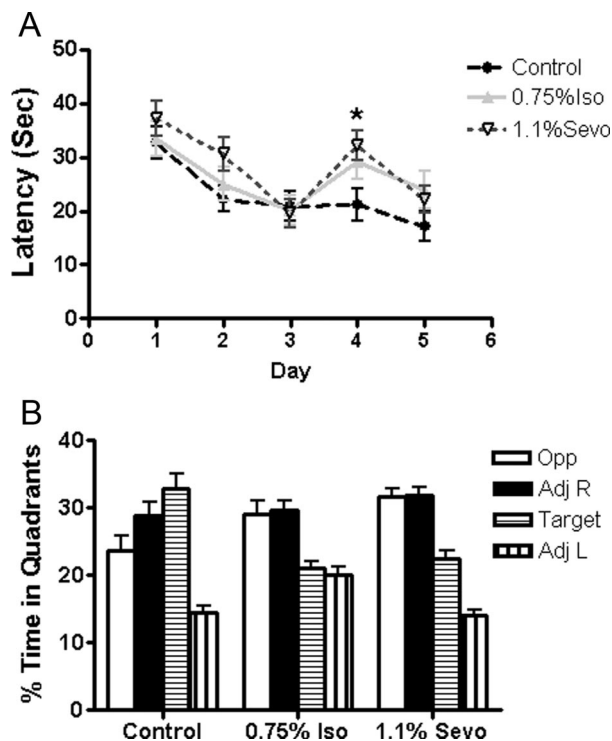 A
50
40
30
20
10
0
Latency (Sec)
*
0 1 2 3 4 5 6
Day
Control
0.75%Iso
1.1%Sevo
B
40
30
20
10
0
% Time in Quadrants
Control 0.75% Iso 1.1% Sevo
Opp
Adj R
Target
Adj L